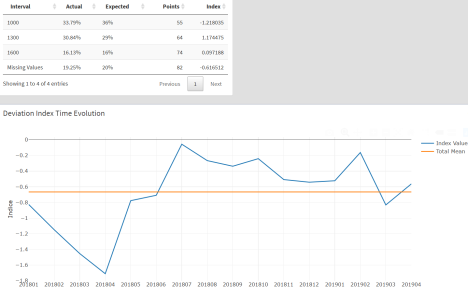 Interval Actual Expected Points Index
1000 33.79% 36% 55 -1.218035
1300 30.84% 29% 64 1.174475
1600 16.13% 16% 74 0.097188
Missing Values 19.25% 20% 82 -0.616512
Showing 1 to 4 of 4 entries Previous 1 Next
Deviation Index Time Evolution
Index Value
Total Mean
Indice
0
−0.2
−0.4
−0.6
−0.8
−1
−1.2
−1.4
−1.6
−1.8
201801 201802 201803 201804 201805 201806 201807 201808 201809 201810 201811 201812 201901 201902 201903 201904